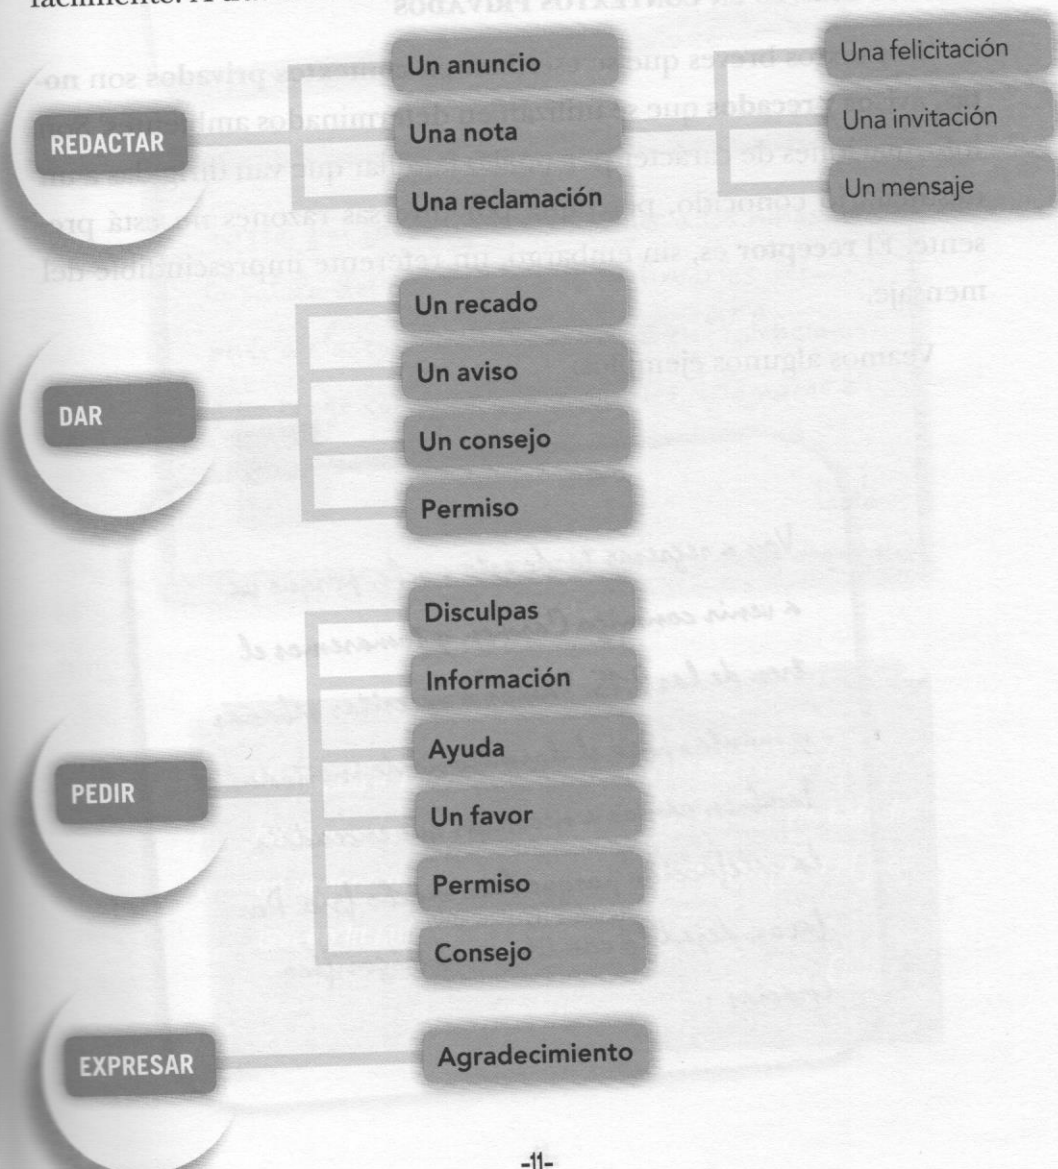 fácilmente. A
REDACTAR
Un anuncio
Una nota
Una reclamación
Una felicitación
Una invitación
Un mensaje
DAR
Un recado
Un aviso
Un consejo
Permiso
PEDIR
Disculpas
Información
Ayuda
Un favor
Permiso
Consejo
EXPRESAR
Agradecimiento
-11-